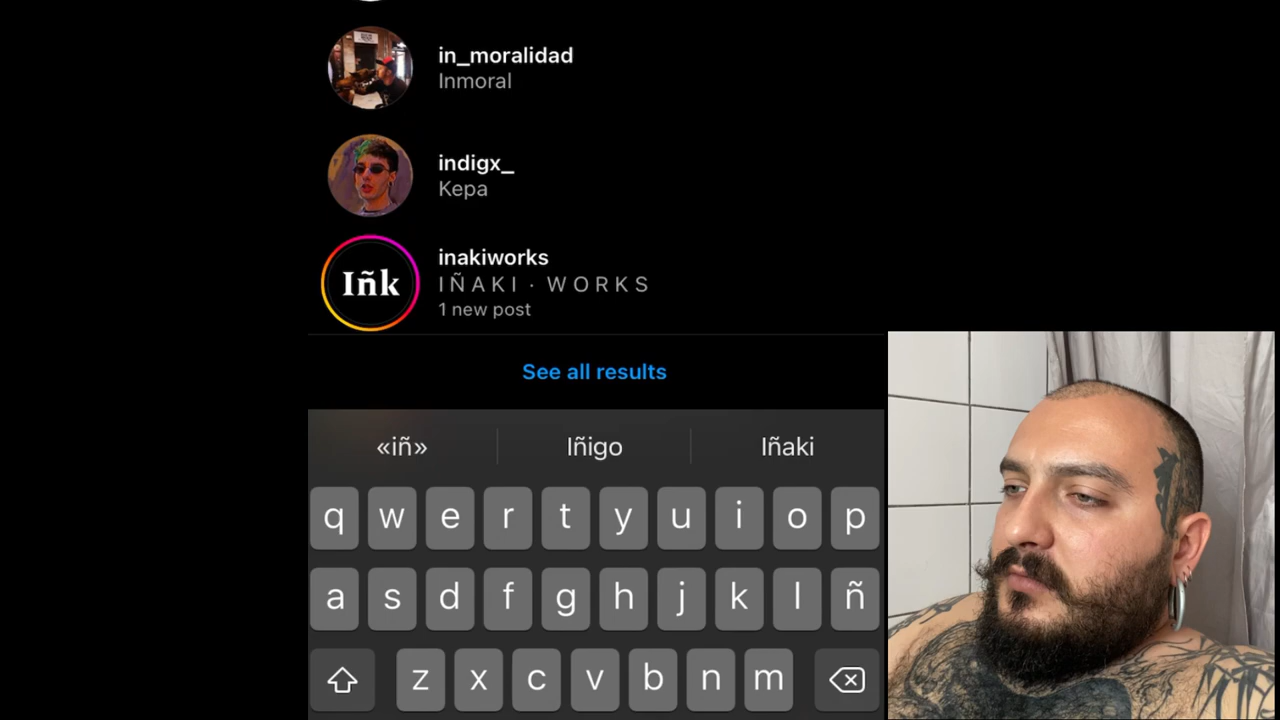 in_moralidad
Inmoral
indigx_
Kepa
Iñk
inakiworks
IÑAKI · WORKS
1 new post
See all results
«iñ» Iñigo Iñaki
q w e r t y u i o p
a s d f g h j k l ñ
z x c v b n m